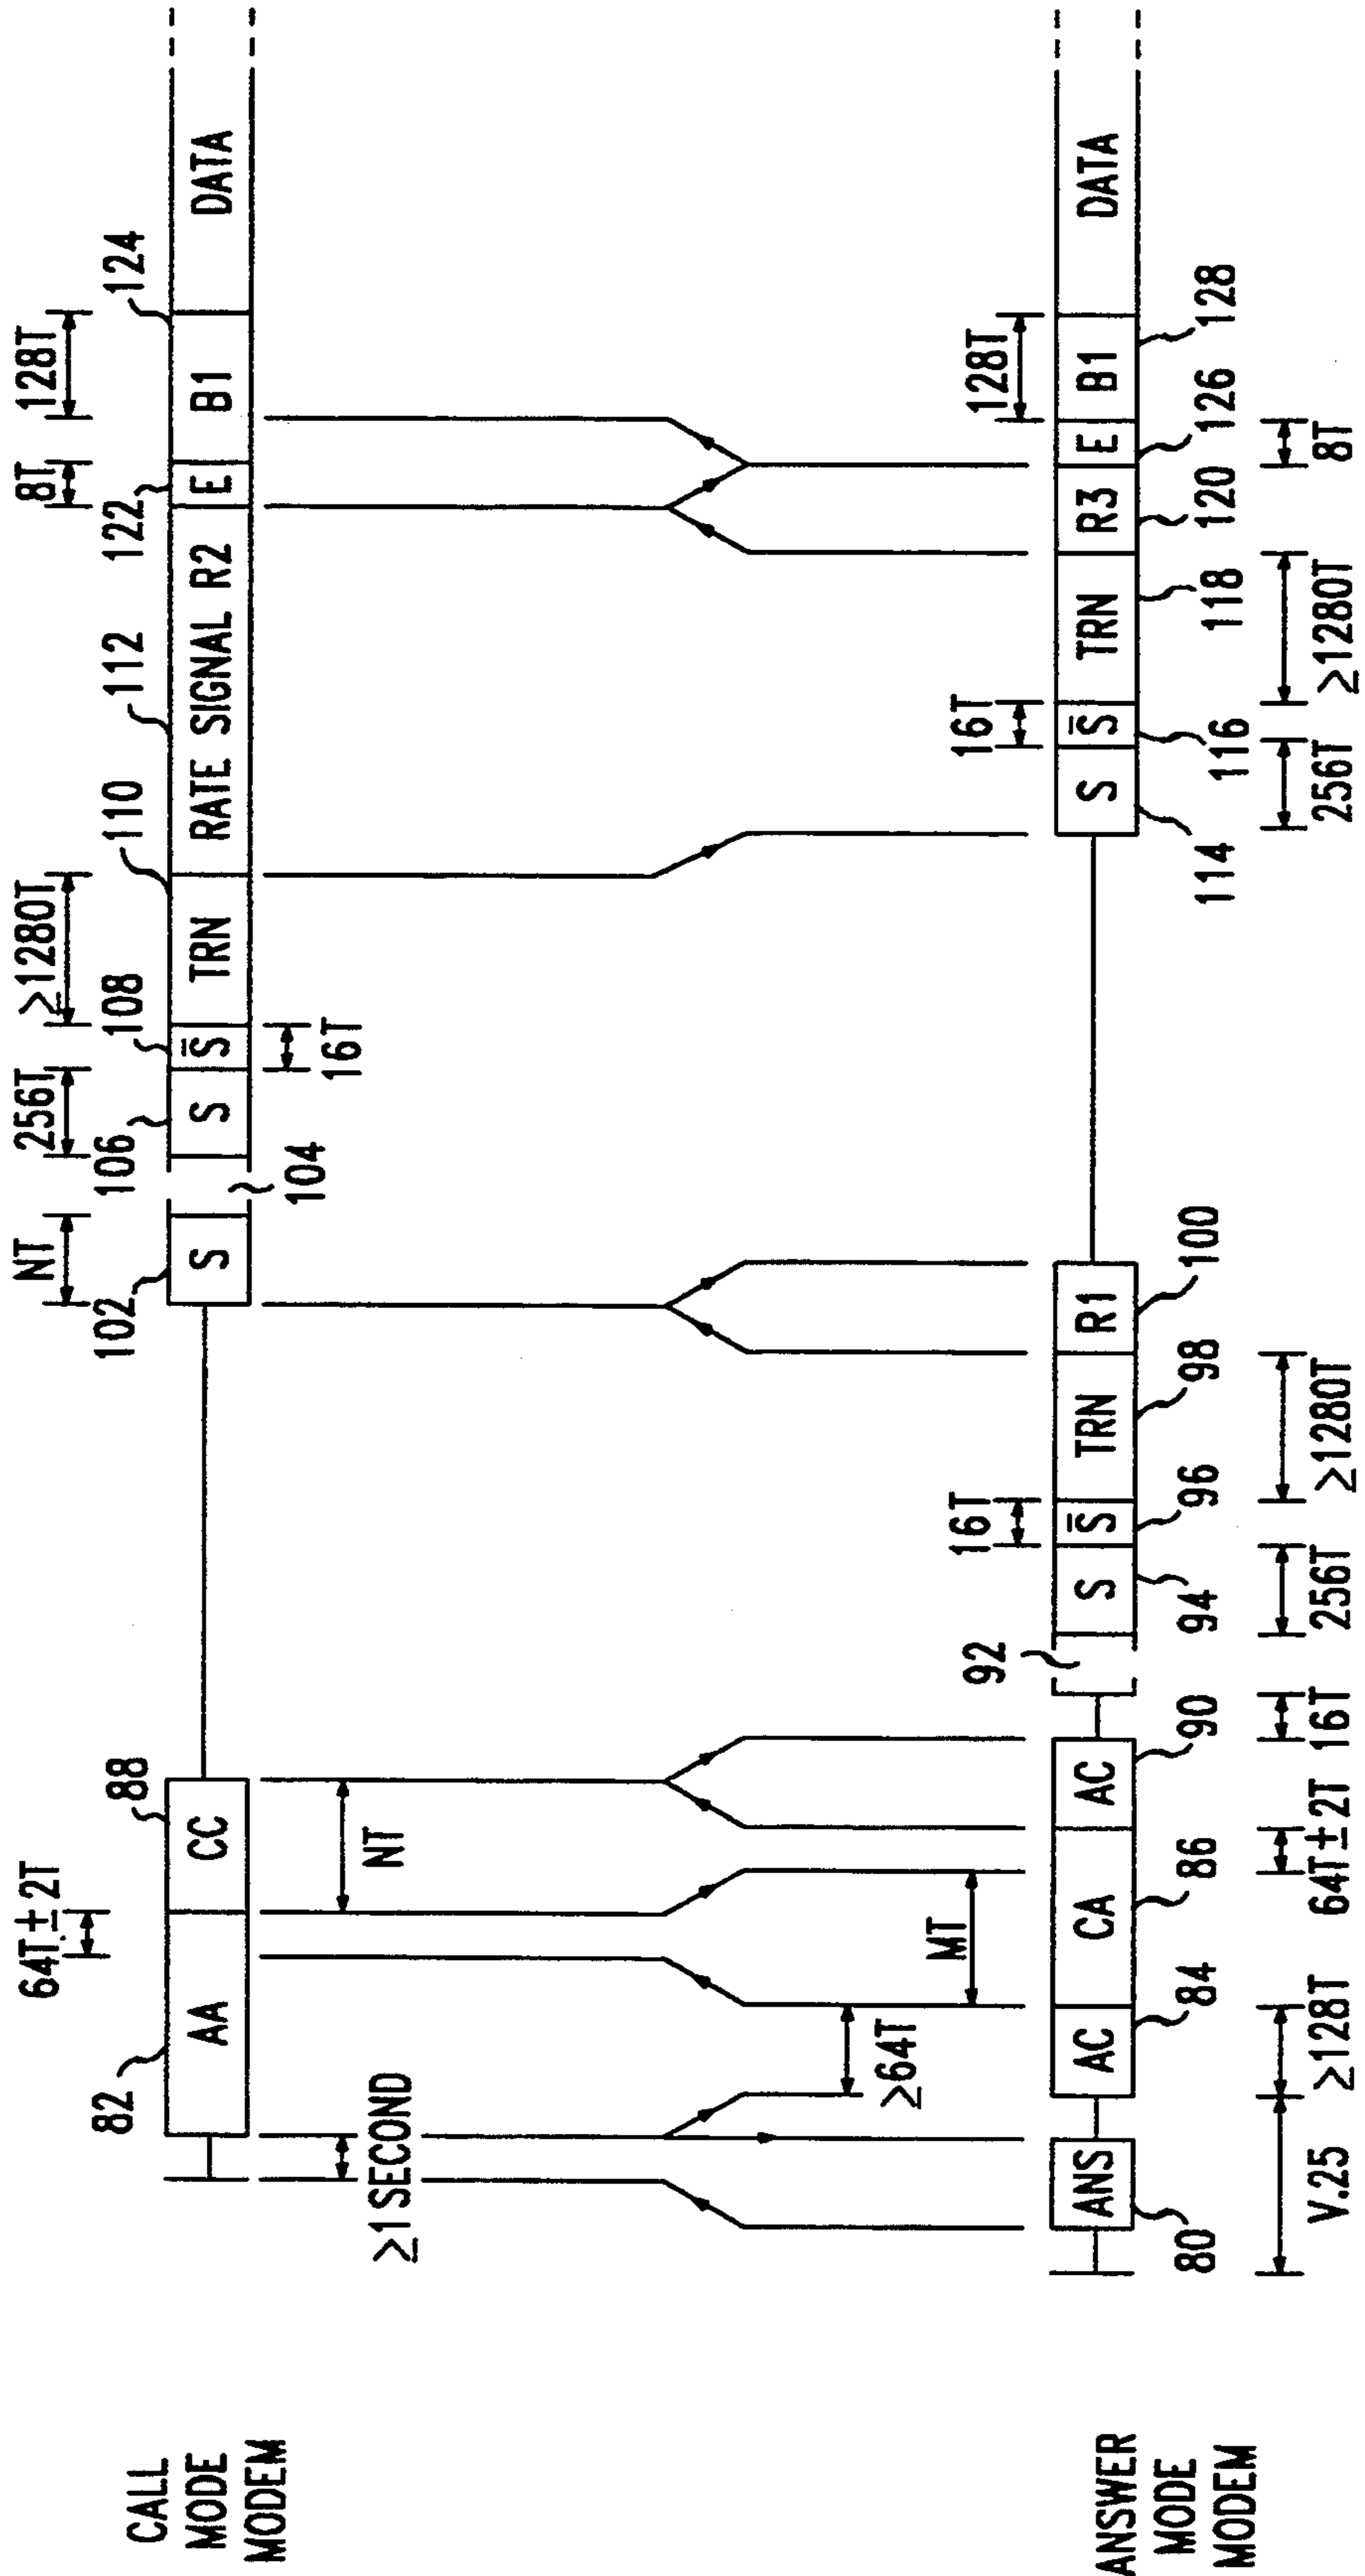 CALL
MODE
MODEM
64T±2T
82
AA
CC
88
≥1 SECOND
NT
NT
102
S
104
256T
106
S
108
S̄
16T
≥1280T
110
TRN
112
RATE SIGNAL R2
8T
122
E
128T
B1
124
DATA
≥64T
MT
ANSWER
MODE
MODEM
ANS
80
V.25
AC
84
≥128T
CA
86
64T±2T
AC
90
16T
92
S
94
256T
16T
S̄
96
TRN
98
≥1280T
R1
100
S
114
256T
16T
S̄
116
TRN
118
≥1280T
R3
120
E
126
8T
128T
B1
128
DATA